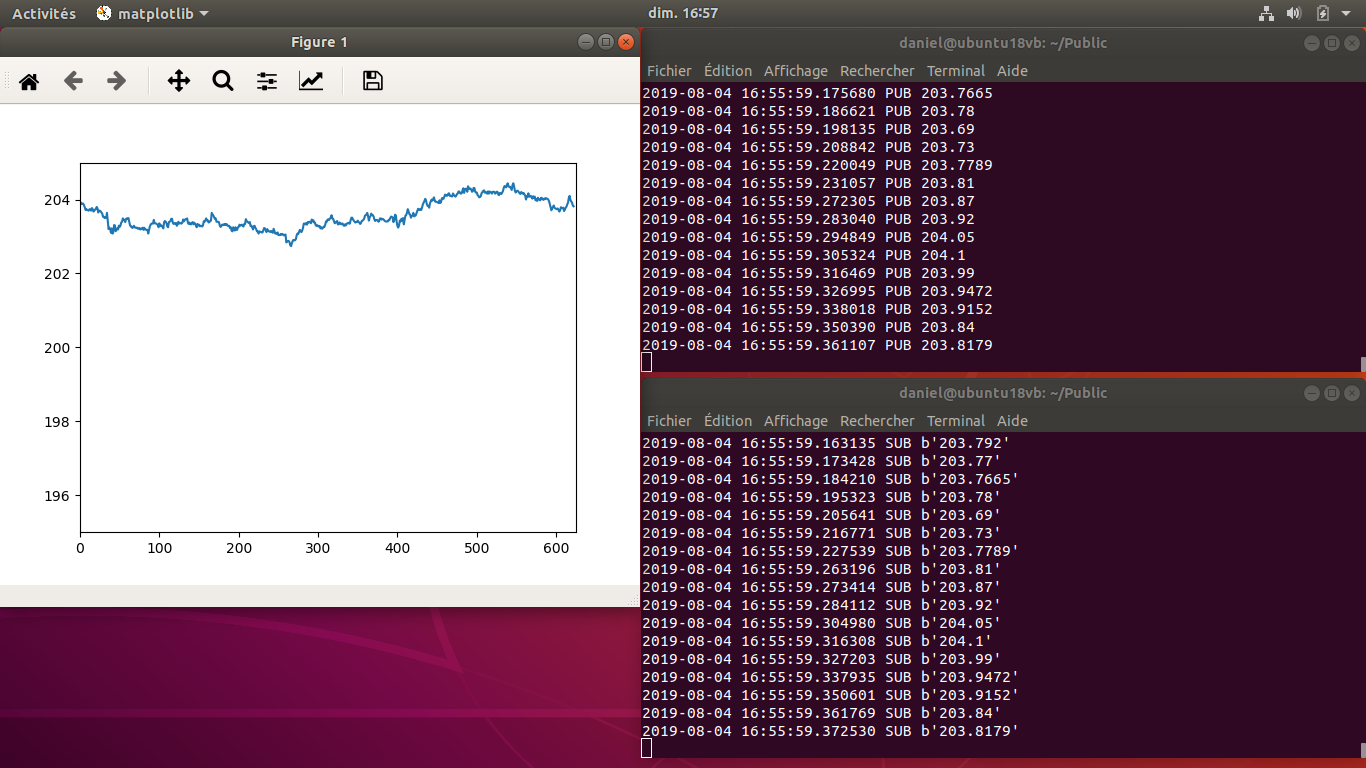 Activités matplotlib dim. 16:57
Figure 1
204
202
200
198
196
0 100 200 300 400 500 600
daniel@ubuntu18vb: ~/Public
Fichier Édition Affichage Rechercher Terminal Aide
2019-08-04 16:55:59.175680 PUB 203.7665
2019-08-04 16:55:59.186621 PUB 203.78
2019-08-04 16:55:59.198135 PUB 203.69
2019-08-04 16:55:59.208842 PUB 203.73
2019-08-04 16:55:59.220049 PUB 203.7789
2019-08-04 16:55:59.231057 PUB 203.81
2019-08-04 16:55:59.272305 PUB 203.87
2019-08-04 16:55:59.283040 PUB 203.92
2019-08-04 16:55:59.294849 PUB 204.05
2019-08-04 16:55:59.305324 PUB 204.1
2019-08-04 16:55:59.316469 PUB 203.99
2019-08-04 16:55:59.326995 PUB 203.9472
2019-08-04 16:55:59.338018 PUB 203.9152
2019-08-04 16:55:59.350390 PUB 203.84
2019-08-04 16:55:59.361107 PUB 203.8179
daniel@ubuntu18vb: ~/Public
Fichier Édition Affichage Rechercher Terminal Aide
2019-08-04 16:55:59.163135 SUB b'203.792'
2019-08-04 16:55:59.173428 SUB b'203.77'
2019-08-04 16:55:59.184210 SUB b'203.7665'
2019-08-04 16:55:59.195323 SUB b'203.78'
2019-08-04 16:55:59.205641 SUB b'203.69'
2019-08-04 16:55:59.216771 SUB b'203.73'
2019-08-04 16:55:59.227539 SUB b'203.7789'
2019-08-04 16:55:59.263196 SUB b'203.81'
2019-08-04 16:55:59.273414 SUB b'203.87'
2019-08-04 16:55:59.284112 SUB b'203.92'
2019-08-04 16:55:59.304980 SUB b'204.05'
2019-08-04 16:55:59.316308 SUB b'204.1'
2019-08-04 16:55:59.327203 SUB b'203.99'
2019-08-04 16:55:59.337935 SUB b'203.9472'
2019-08-04 16:55:59.350601 SUB b'203.9152'
2019-08-04 16:55:59.361769 SUB b'203.84'
2019-08-04 16:55:59.372530 SUB b'203.8179'